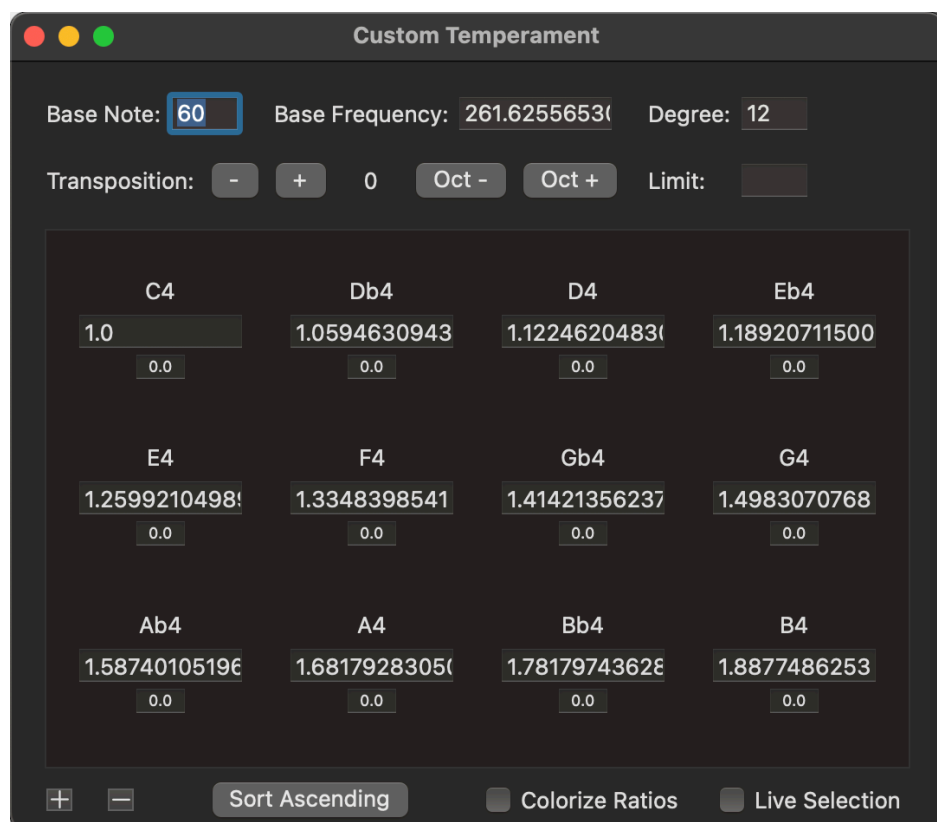 Custom Temperament
Base Note: 60 Base Frequency: 261.6255653( Degree: 12
Transposition: - + 0 Oct - Oct + Limit:
C4 Db4 D4 Eb4
1.0 1.0594630943 1.1224620483( 1.18920711500
0.0 0.0 0.0 0.0
E4 F4 Gb4 G4
1.2599210498 1.3348398541 1.41421356237 1.4983070768
0.0 0.0 0.0 0.0
Ab4 A4 Bb4 B4
1.58740105196 1.6817928305( 1.78179743628 1.8877486253
0.0 0.0 0.0 0.0
+ − Sort Ascending Colorize Ratios Live Selection